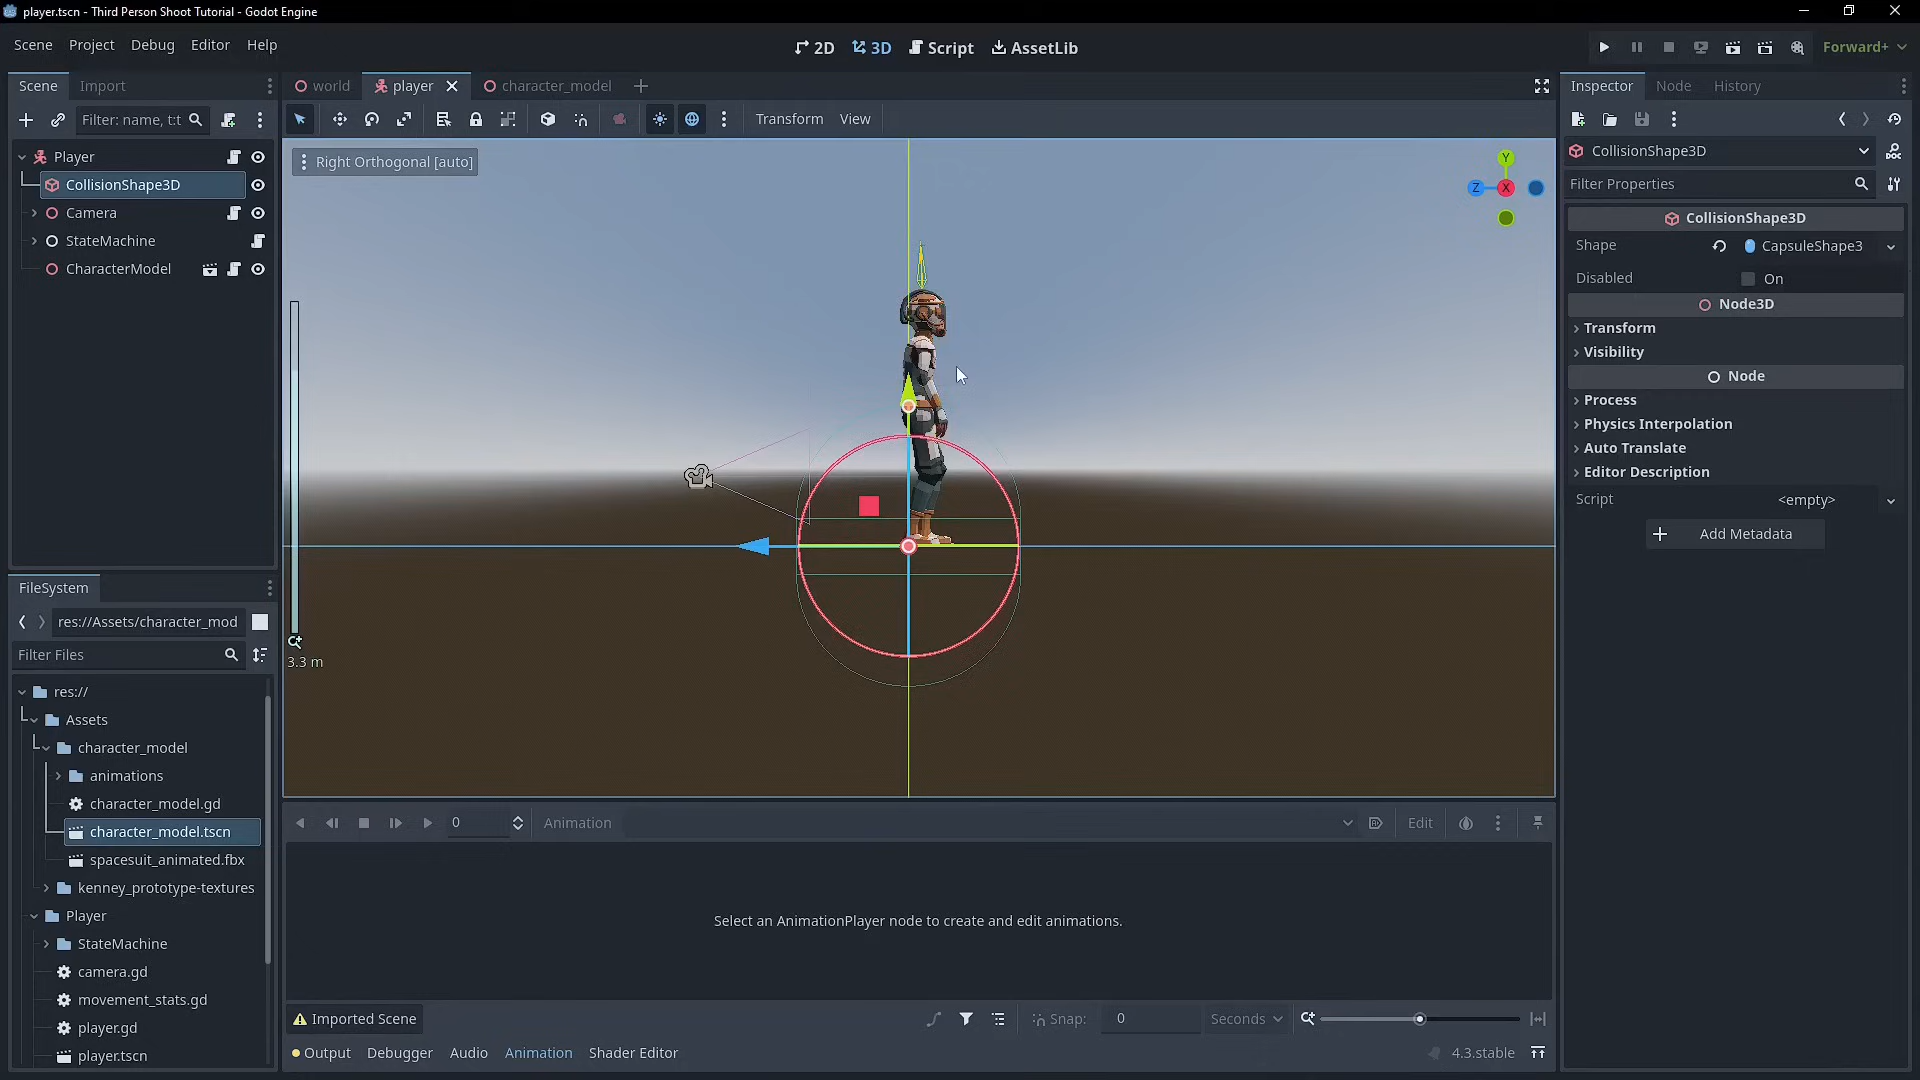 player.tscn - Third Person Shoot Tutorial - Godot Engine
Scene Project Debug Editor Help
2D 3D Script AssetLib
Forward+
Scene Import
world player character_model
Inspector Node History
Filter: name, t:t
Transform View
Player
CollisionShape3D
Camera
StateMachine
CharacterModel
Right Orthogonal [auto]
Y
Z X
3.3 m
CollisionShape3D
Filter Properties
CollisionShape3D
Shape CapsuleShape3
Disabled On
Node3D
Transform
Visibility
Node
Process
Physics Interpolation
Auto Translate
Editor Description
Script <empty>
Add Metadata
FileSystem
res://Assets/character_mod
Filter Files
res://
Assets
character_model
animations
character_model.gd
character_model.tscn
spacesuit_animated.fbx
kenney_prototype-textures
Player
StateMachine
camera.gd
movement_stats.gd
player.gd
player.tscn
0 Animation Edit
Select an AnimationPlayer node to create and edit animations.
Imported Scene Snap: 0 Seconds
Output Debugger Audio Animation Shader Editor 4.3.stable